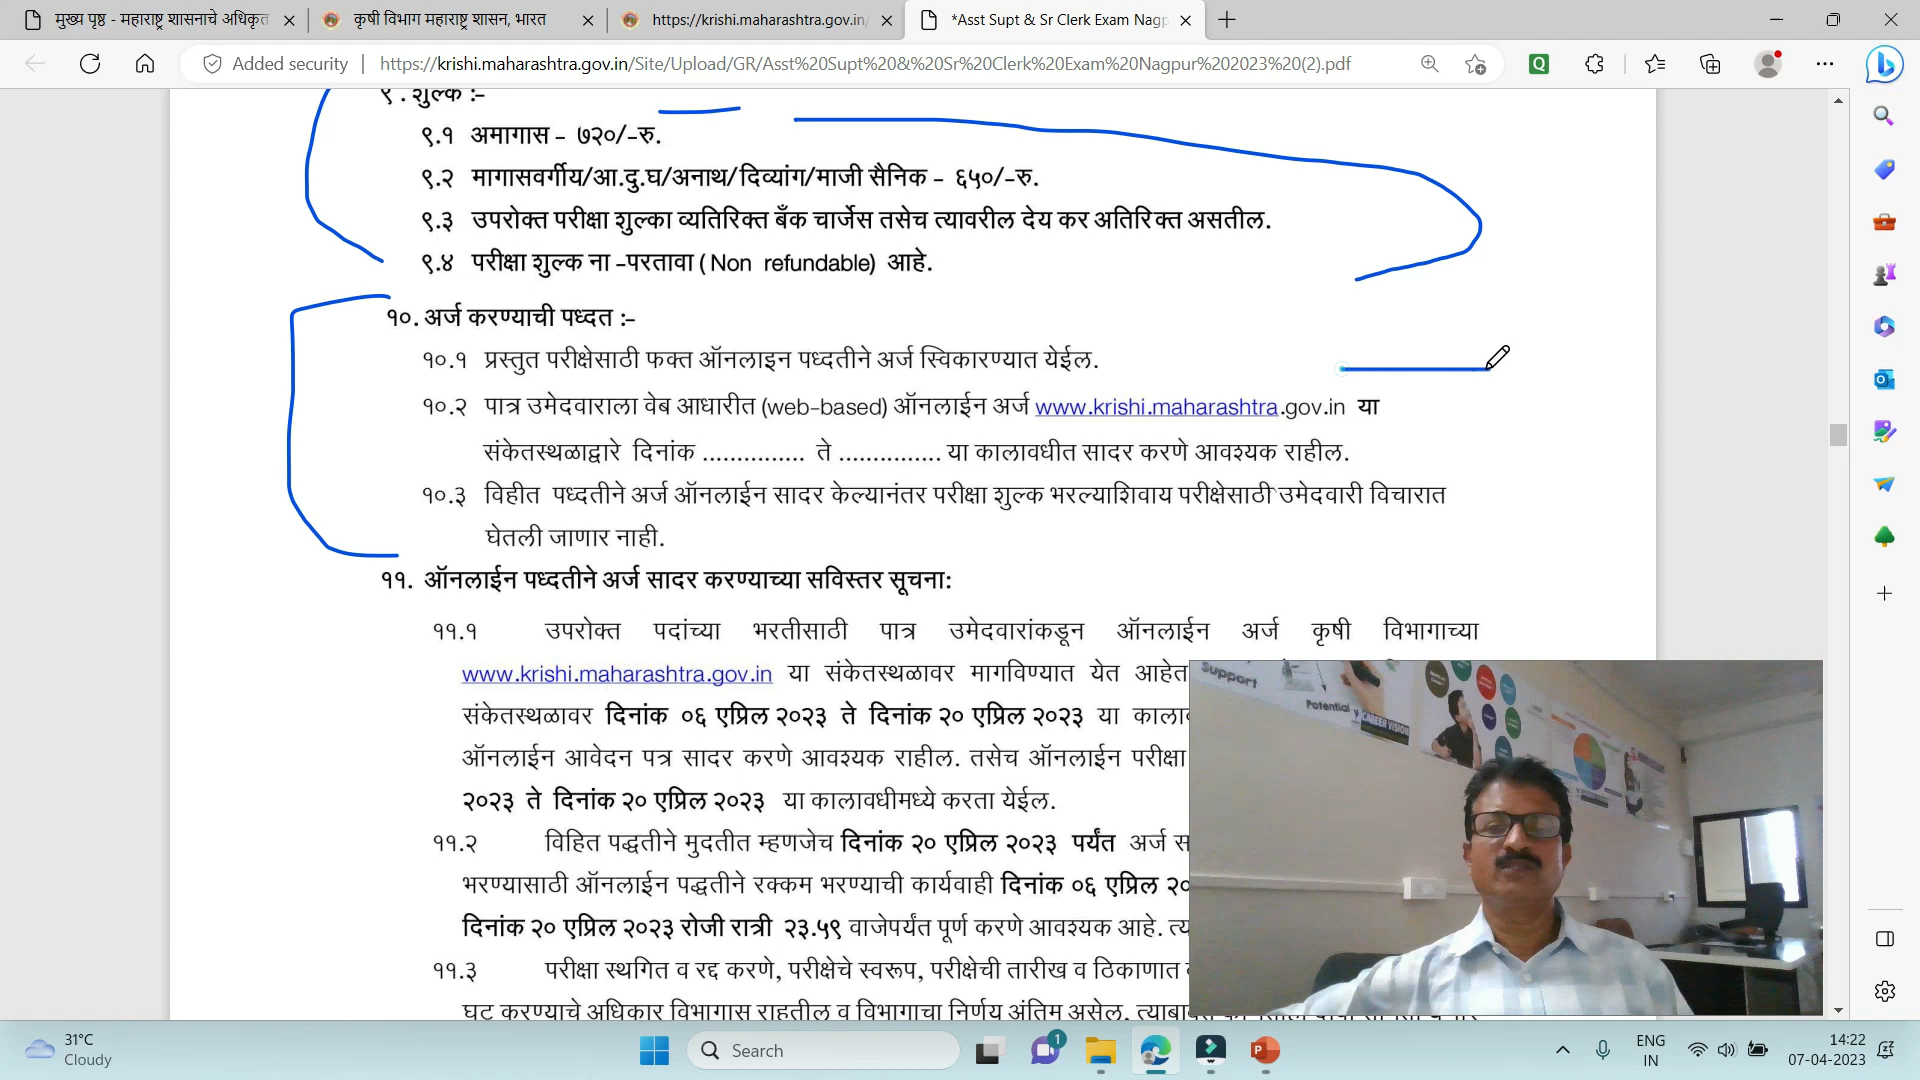 मुख्य पृष्ठ - महाराष्ट्र शासनाचे अधिकृत
कृषी विभाग महाराष्ट्र शासन, भारत
https://krishi.maharashtra.gov.in/
*Asst Supt & Sr Clerk Exam Nagp
Added security
https://krishi.maharashtra.gov.in/Site/Upload/GR/Asst%20Supt%20&%20Sr%20Clerk%20Exam%20Nagpur%202023%20(2).pdf
९ . शुल्क :-
९.१ अमागास - ७२०/-रु.
९.२ मागासवर्गीय/आ.दु.घ/अनाथ/दिव्यांग/माजी सैनिक - ६५०/-रु.
९.३ उपरोक्त परीक्षा शुल्का व्यतिरिक्त बँक चार्जेस तसेच त्यावरील देय कर अतिरिक्त असतील.
९.४ परीक्षा शुल्क ना -परतावा ( Non refundable) आहे.
१०. अर्ज करण्याची पध्दत :-
१०.१ प्रस्तुत परीक्षेसाठी फक्त ऑनलाइन पध्दतीने अर्ज स्विकारण्यात येईल.
१०.२ पात्र उमेदवाराला वेब आधारीत (web-based) ऑनलाईन अर्ज www.krishi.maharashtra.gov.in या
संकेतस्थळाद्वारे दिनांक ............... ते ............... या कालावधीत सादर करणे आवश्यक राहील.
१०.३ विहीत पध्दतीने अर्ज ऑनलाईन सादर केल्यानंतर परीक्षा शुल्क भरल्याशिवाय परीक्षेसाठी उमेदवारी विचारात
घेतली जाणार नाही.
११. ऑनलाईन पध्दतीने अर्ज सादर करण्याच्या सविस्तर सूचना:
११.१ उपरोक्त पदांच्या भरतीसाठी पात्र उमेदवारांकडून ऑनलाईन अर्ज कृषी विभागाच्या
www.krishi.maharashtra.gov.in या संकेतस्थळावर मागविण्यात येत आहेत
संकेतस्थळावर दिनांक ०६ एप्रिल २०२३ ते दिनांक २० एप्रिल २०२३ या
ऑनलाईन आवेदन पत्र सादर करणे आवश्यक राहील. तसेच ऑनलाईन परीक्षा
२०२३ ते दिनांक २० एप्रिल २०२३ या कालावधीमध्ये करता येईल.
११.२ विहित पद्धतीने मुदतीत म्हणजेच दिनांक २० एप्रिल २०२३ पर्यंत अर्ज
भरण्यासाठी ऑनलाईन पद्धतीने रक्कम भरण्याची कार्यवाही दिनांक ०६ एप्रिल
दिनांक २० एप्रिल २०२३ रोजी रात्री २३.५९ वाजेपर्यंत पूर्ण करणे आवश्यक आहे.
११.३ परीक्षा स्थगित व रद्द करणे, परीक्षेचे स्वरूप, परीक्षेची तारीख व ठिकाणात
घट करण्याचे अधिकार विभागास राहतील व विभागाचा निर्णय अंतिम असेल.
Support
Potential
CAREER VISION
31°C
Cloudy
Search
1
ENG
IN
14:22
07-04-2023